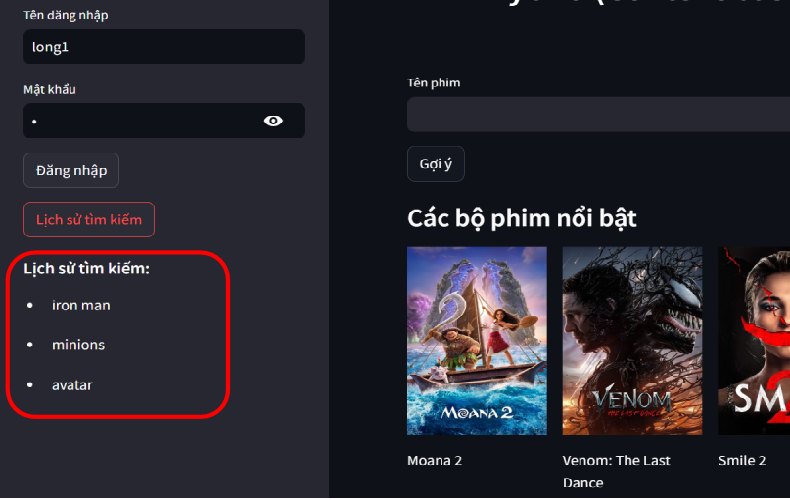 Tên đăng nhập
long1
Mật khẩu
Đăng nhập
Lịch sử tìm kiếm
Lịch sử tìm kiếm:
iron man
minions
avatar
Tên phim
Gợi ý
Các bộ phim nổi bật
MOANA 2
VENOM
THE LAST DANCE
SM
2
Moana 2
Venom: The Last
Dance
Smile 2